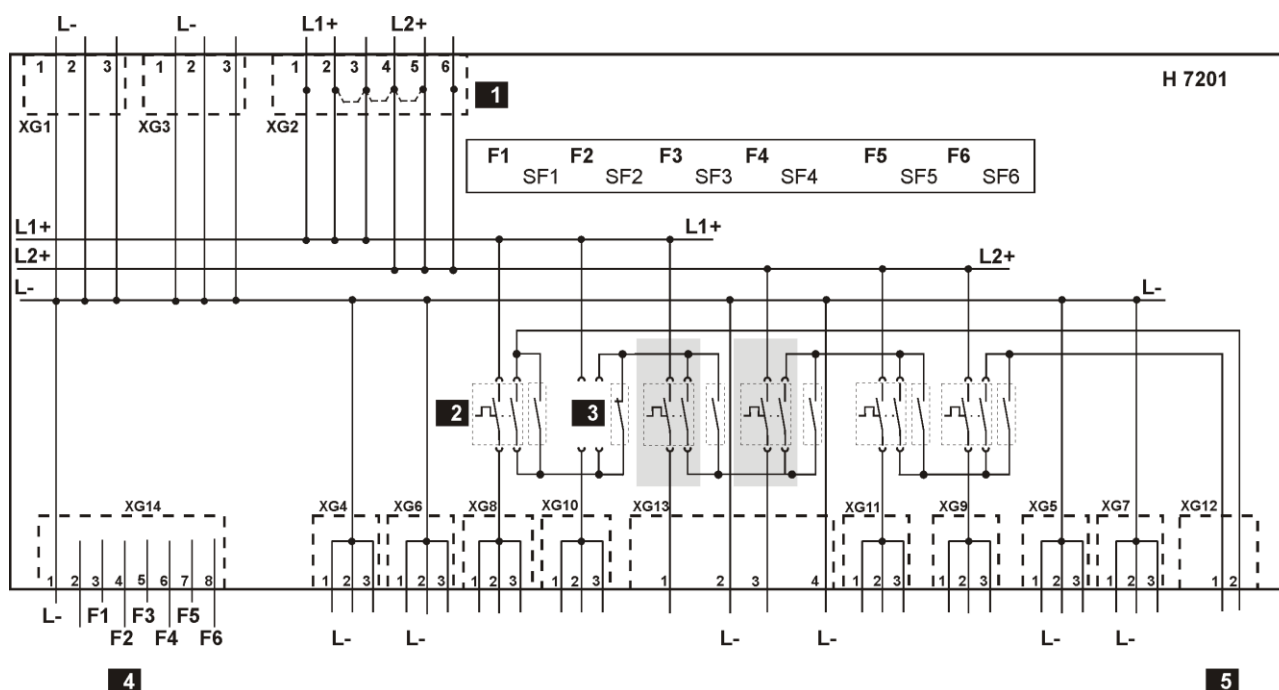 L- L- L1+ L2+
1 2 3 1 2 3 1 2 3 4 5 6
H 7201
1
XG1 XG3 XG2
F1 F2 F3 F4 F5 F6
SF1 SF2 SF3 SF4 SF5 SF6
L1+ L1+
L2+ L2+
L- L-
2 3
XG14 XG4 XG6 XG8 XG10 XG13 XG11 XG9 XG5 XG7 XG12
1 2 3 4 5 6 7 8 1 2 3 1 2 3 1 2 3 1 2 3 1 2 3 4 1 2 3 1 2 3 1 2 3 1 2 3 1 2
L- F1 F3 F5
F2 F4 F6 L- L- L- L- L- L-
4 5